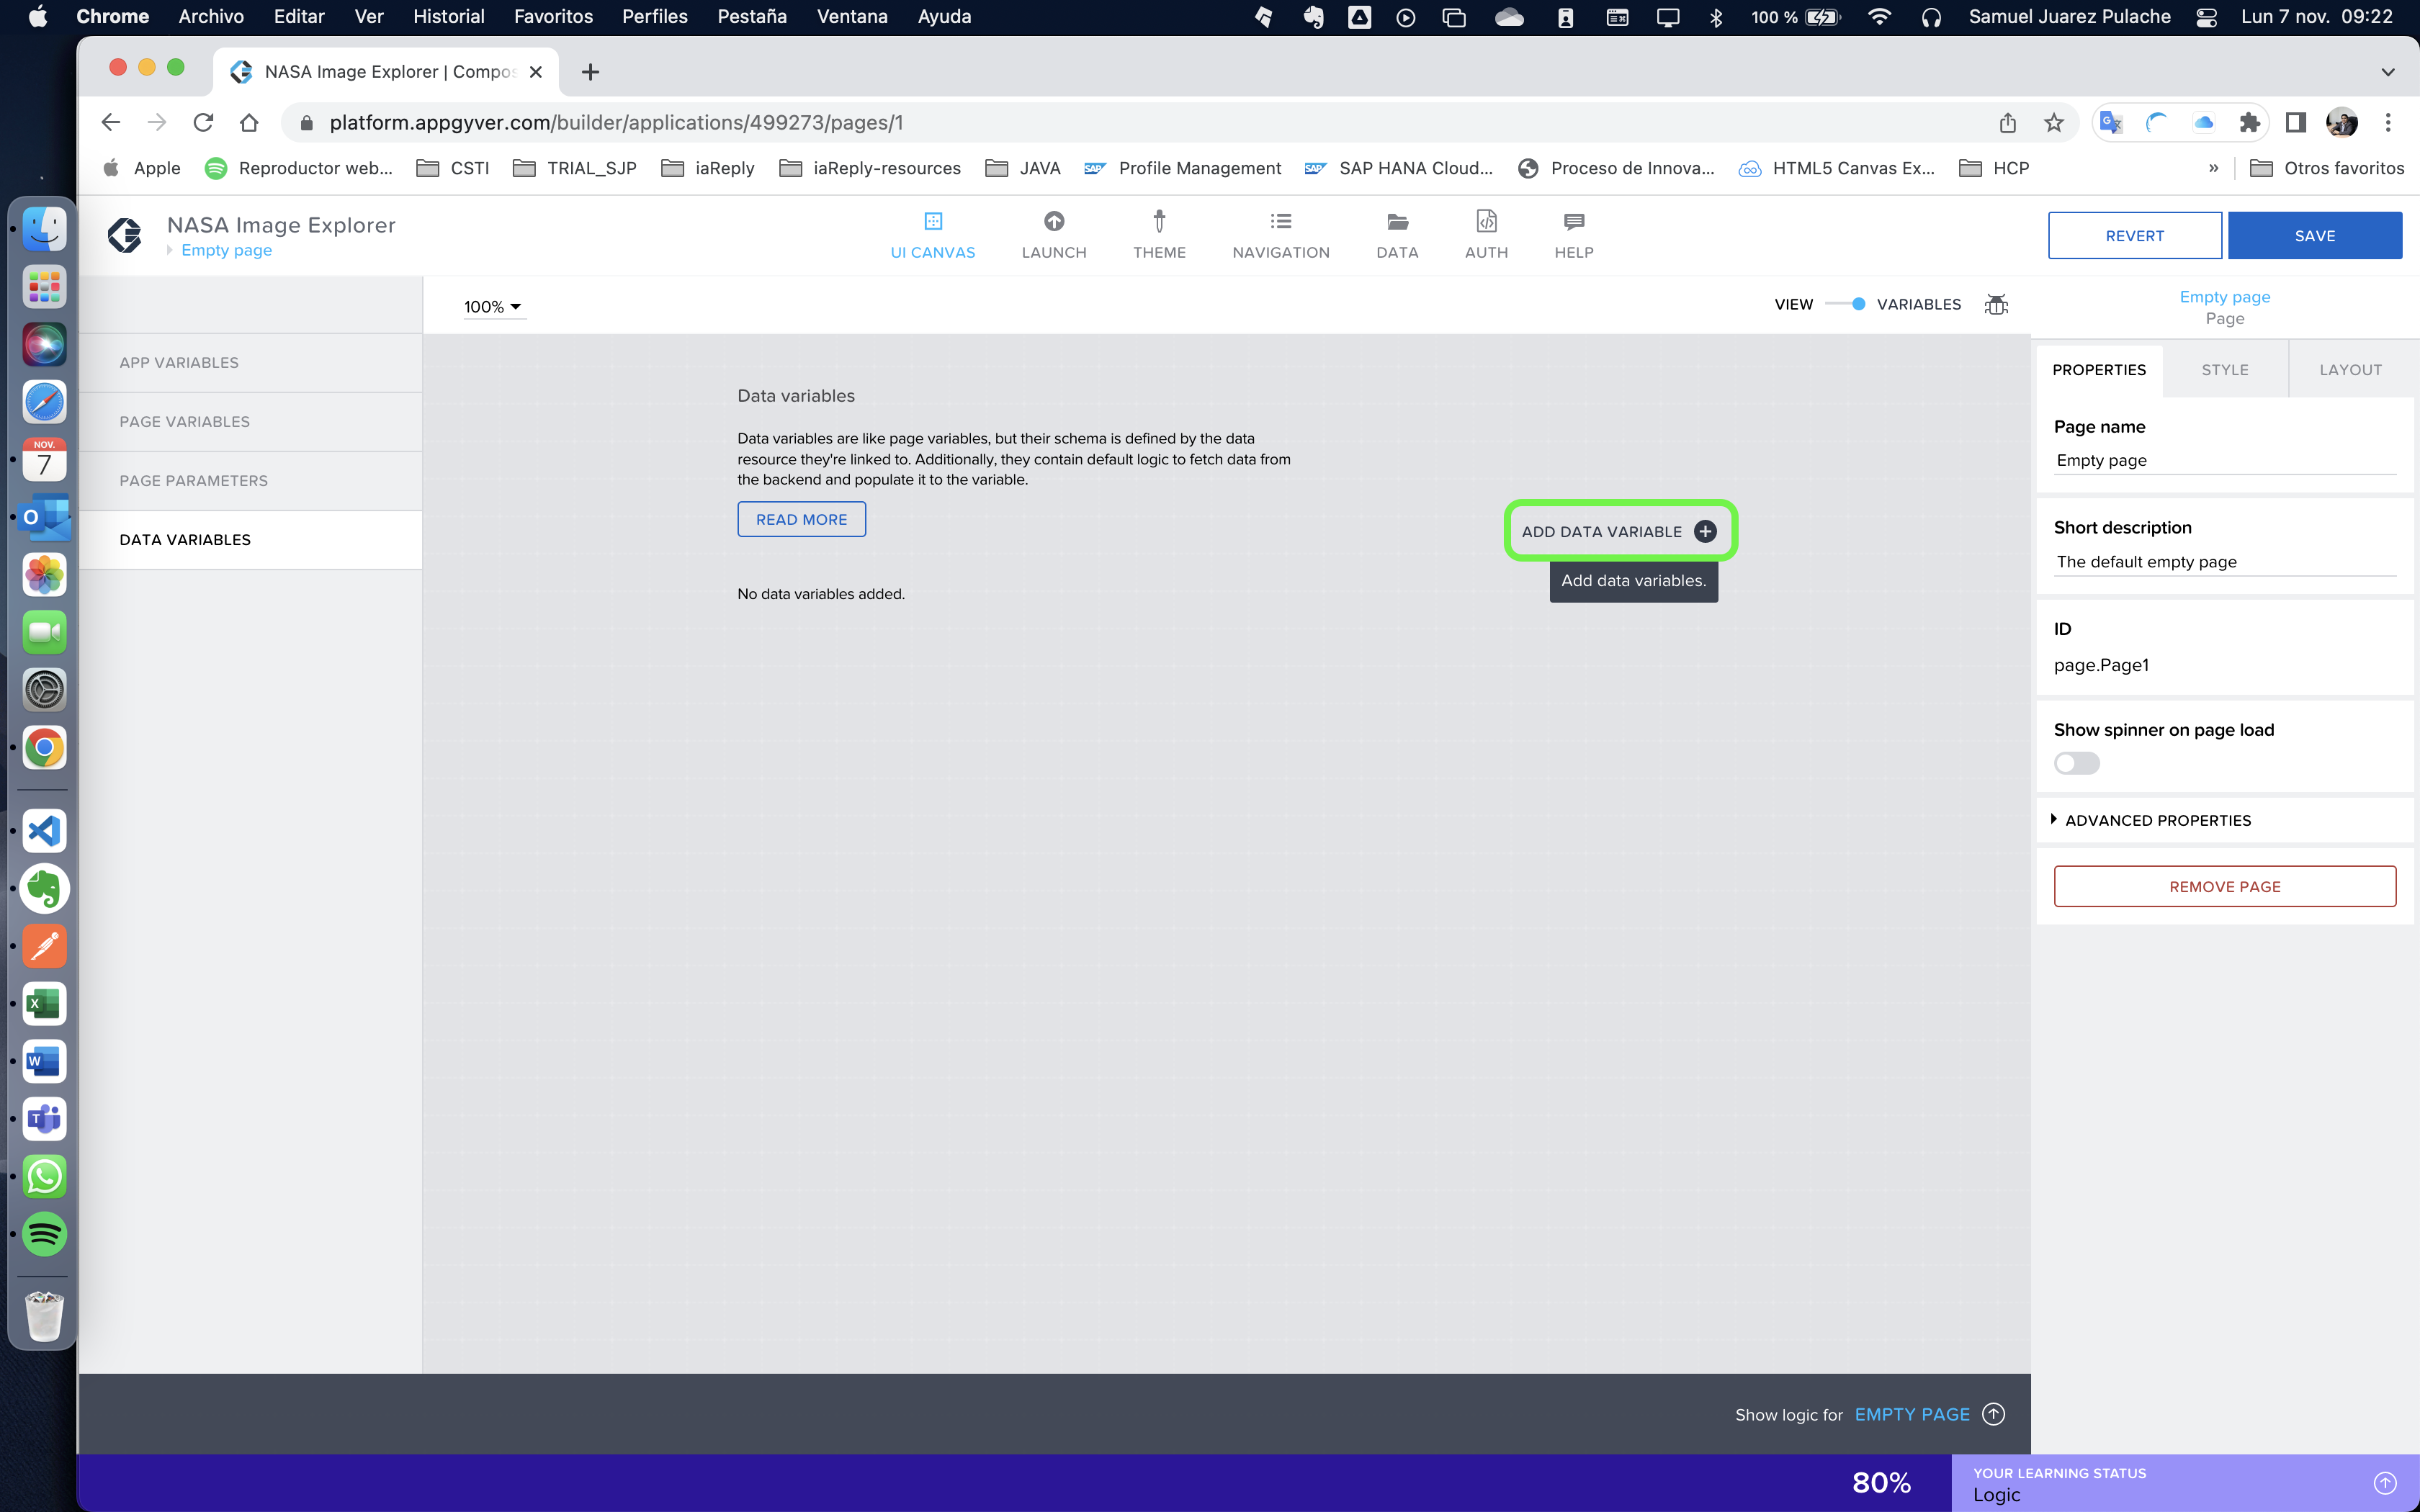 Chrome Archivo Editar Ver Historial Favoritos Perfiles Pestaña Ventana Ayuda 100 % Samuel Juarez Pulache Lun 7 nov. 09:22
NASA Image Explorer | Compos
platform.appgyver.com/builder/applications/499273/pages/1
Apple Reproductor web... CSTI TRIAL_SJP iaReply iaReply-resources JAVA Profile Management SAP HANA Cloud... Proceso de Innova... HTML5 Canvas Ex... HCP » Otros favoritos
NASA Image Explorer
Empty page
UI CANVAS LAUNCH THEME NAVIGATION DATA AUTH HELP
REVERT SAVE
100%
VIEW VARIABLES
Empty page
Page
APP VARIABLES
PAGE VARIABLES
PAGE PARAMETERS
DATA VARIABLES
Data variables
Data variables are like page variables, but their schema is defined by the data
resource they're linked to. Additionally, they contain default logic to fetch data from
the backend and populate it to the variable.
READ MORE
ADD DATA VARIABLE
Add data variables.
No data variables added.
PROPERTIES STYLE LAYOUT
Page name
Empty page
Short description
The default empty page
ID
page.Page1
Show spinner on page load
ADVANCED PROPERTIES
REMOVE PAGE
NOV.
7
Show logic for EMPTY PAGE
80%
YOUR LEARNING STATUS
Logic